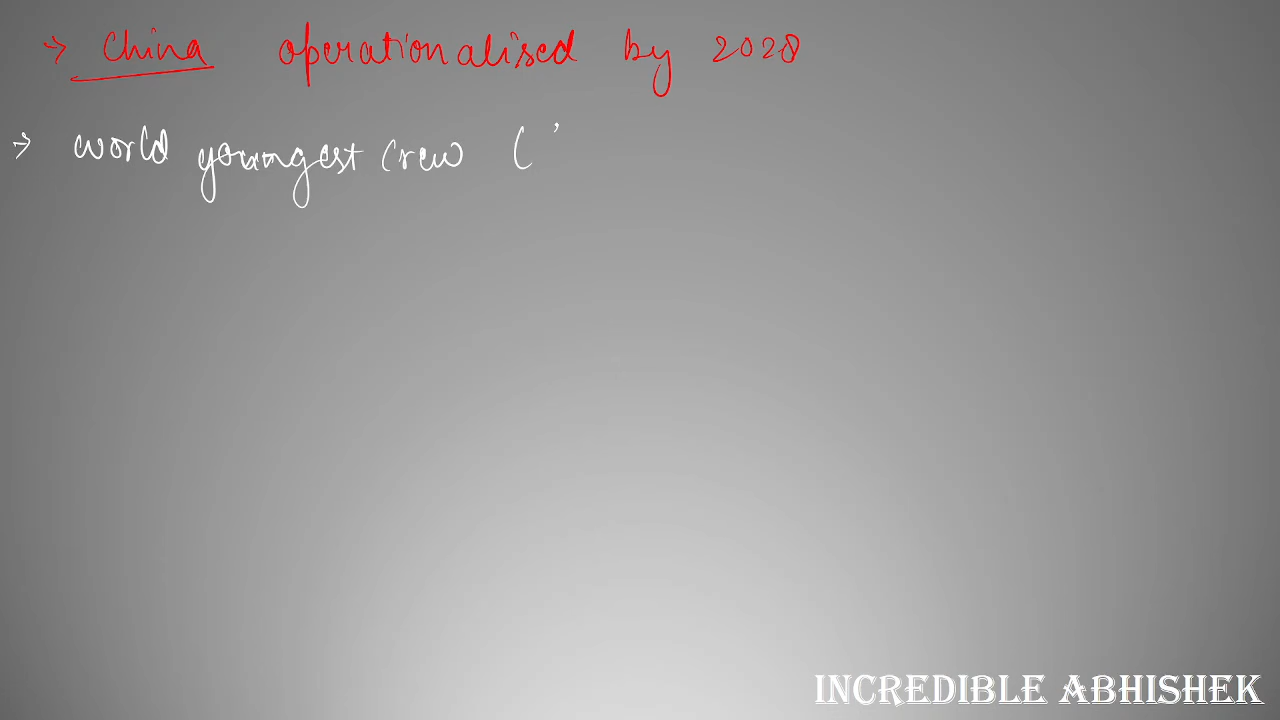 → China operationalised by 2028
→ world youngest crew ( '
INCREDIBLE ABHISHEK